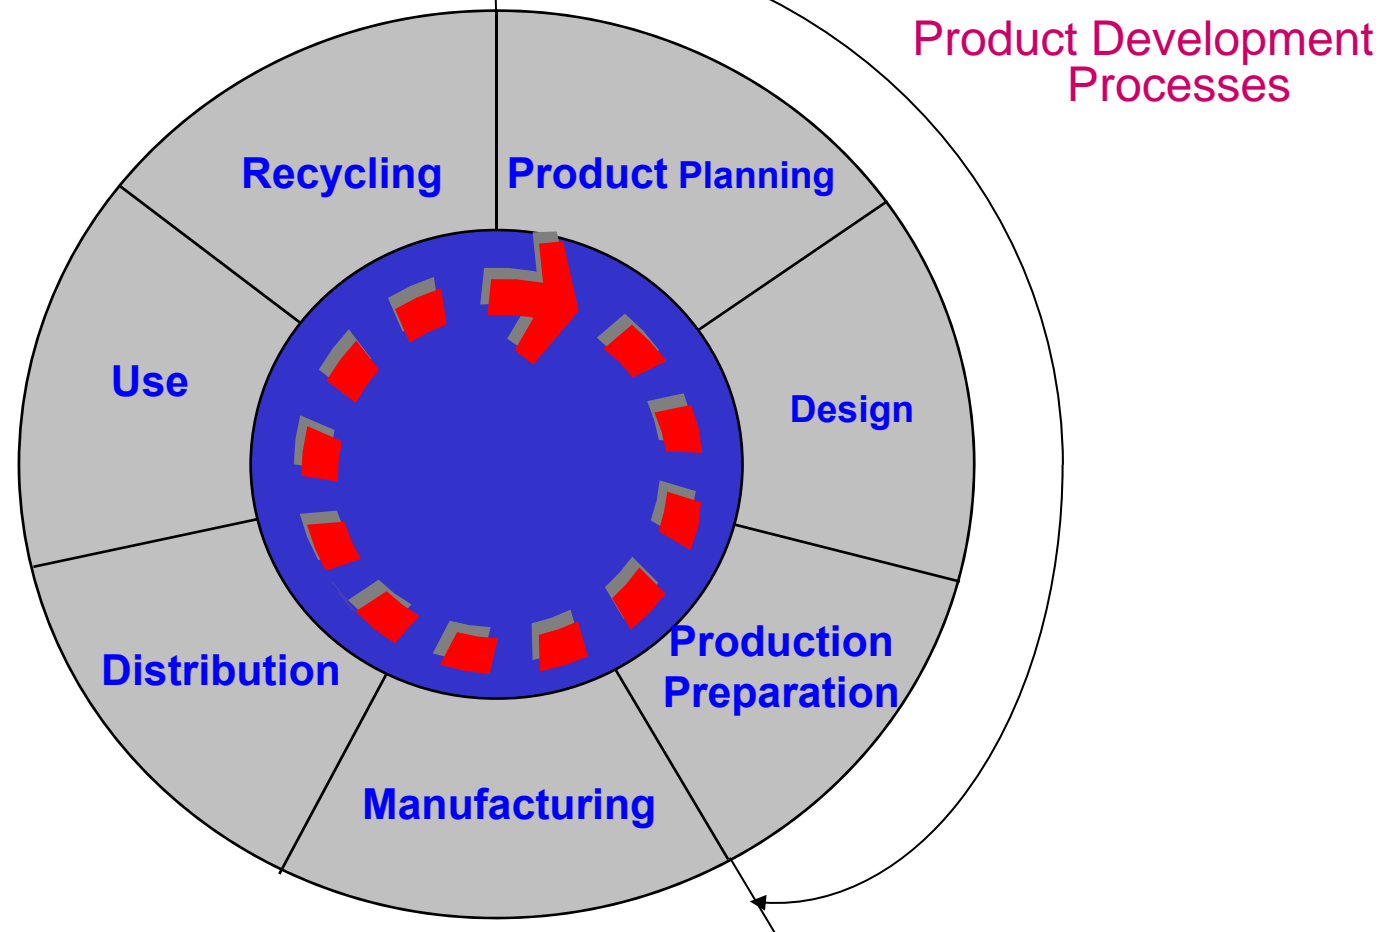 Product Development
Processes
Recycling
Product Planning
Use
Design
Production
Preparation
Distribution
Manufacturing